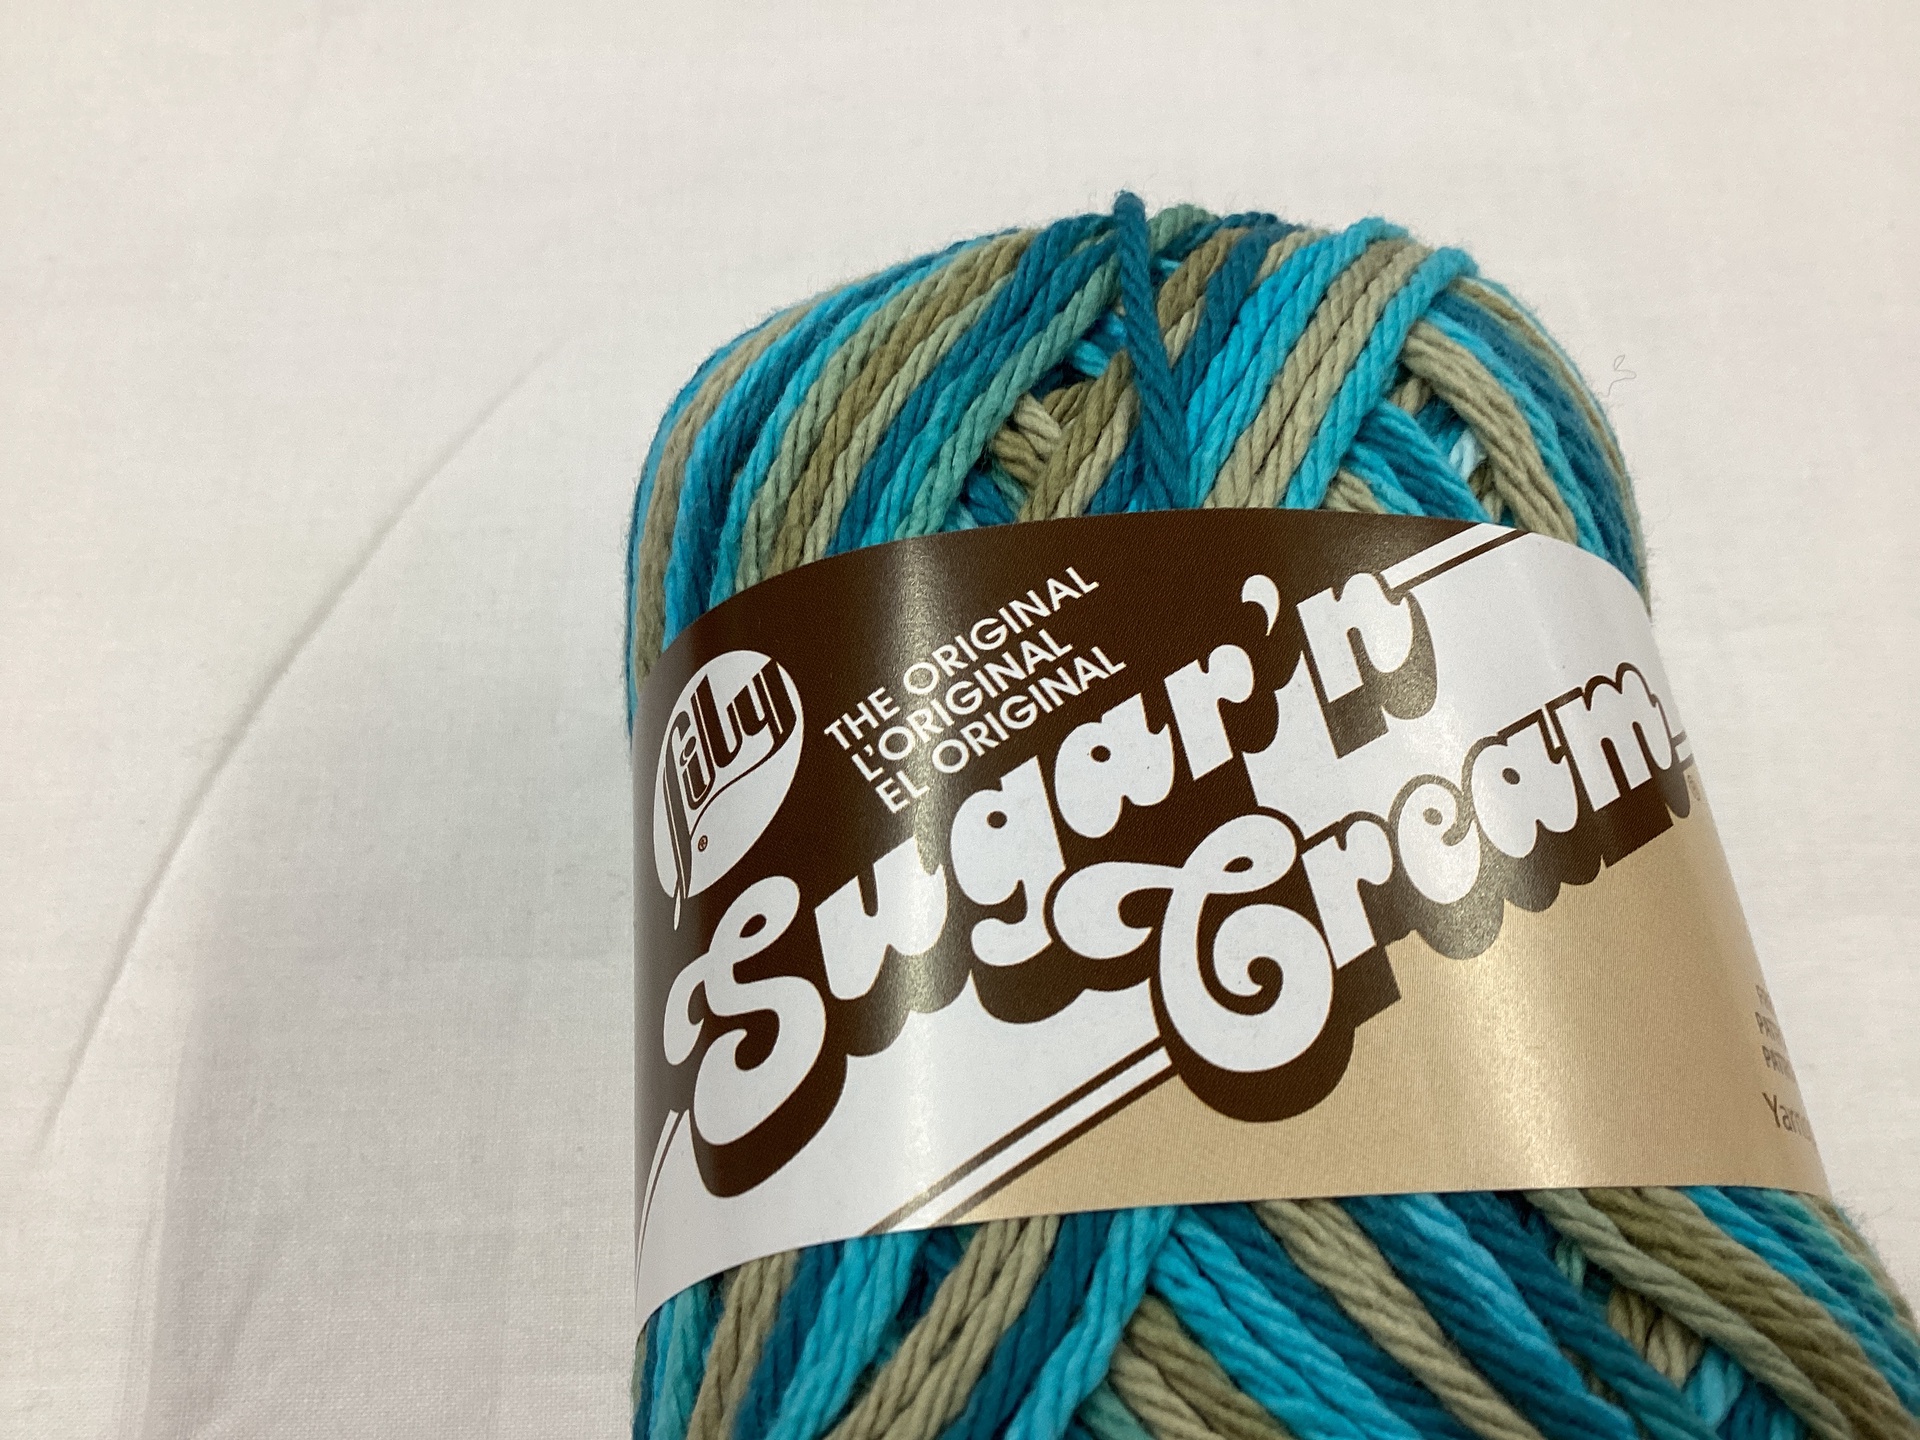 Lily
®
THE ORIGINAL
L'ORIGINAL
EL ORIGINAL
Sugar'n
Cream
®